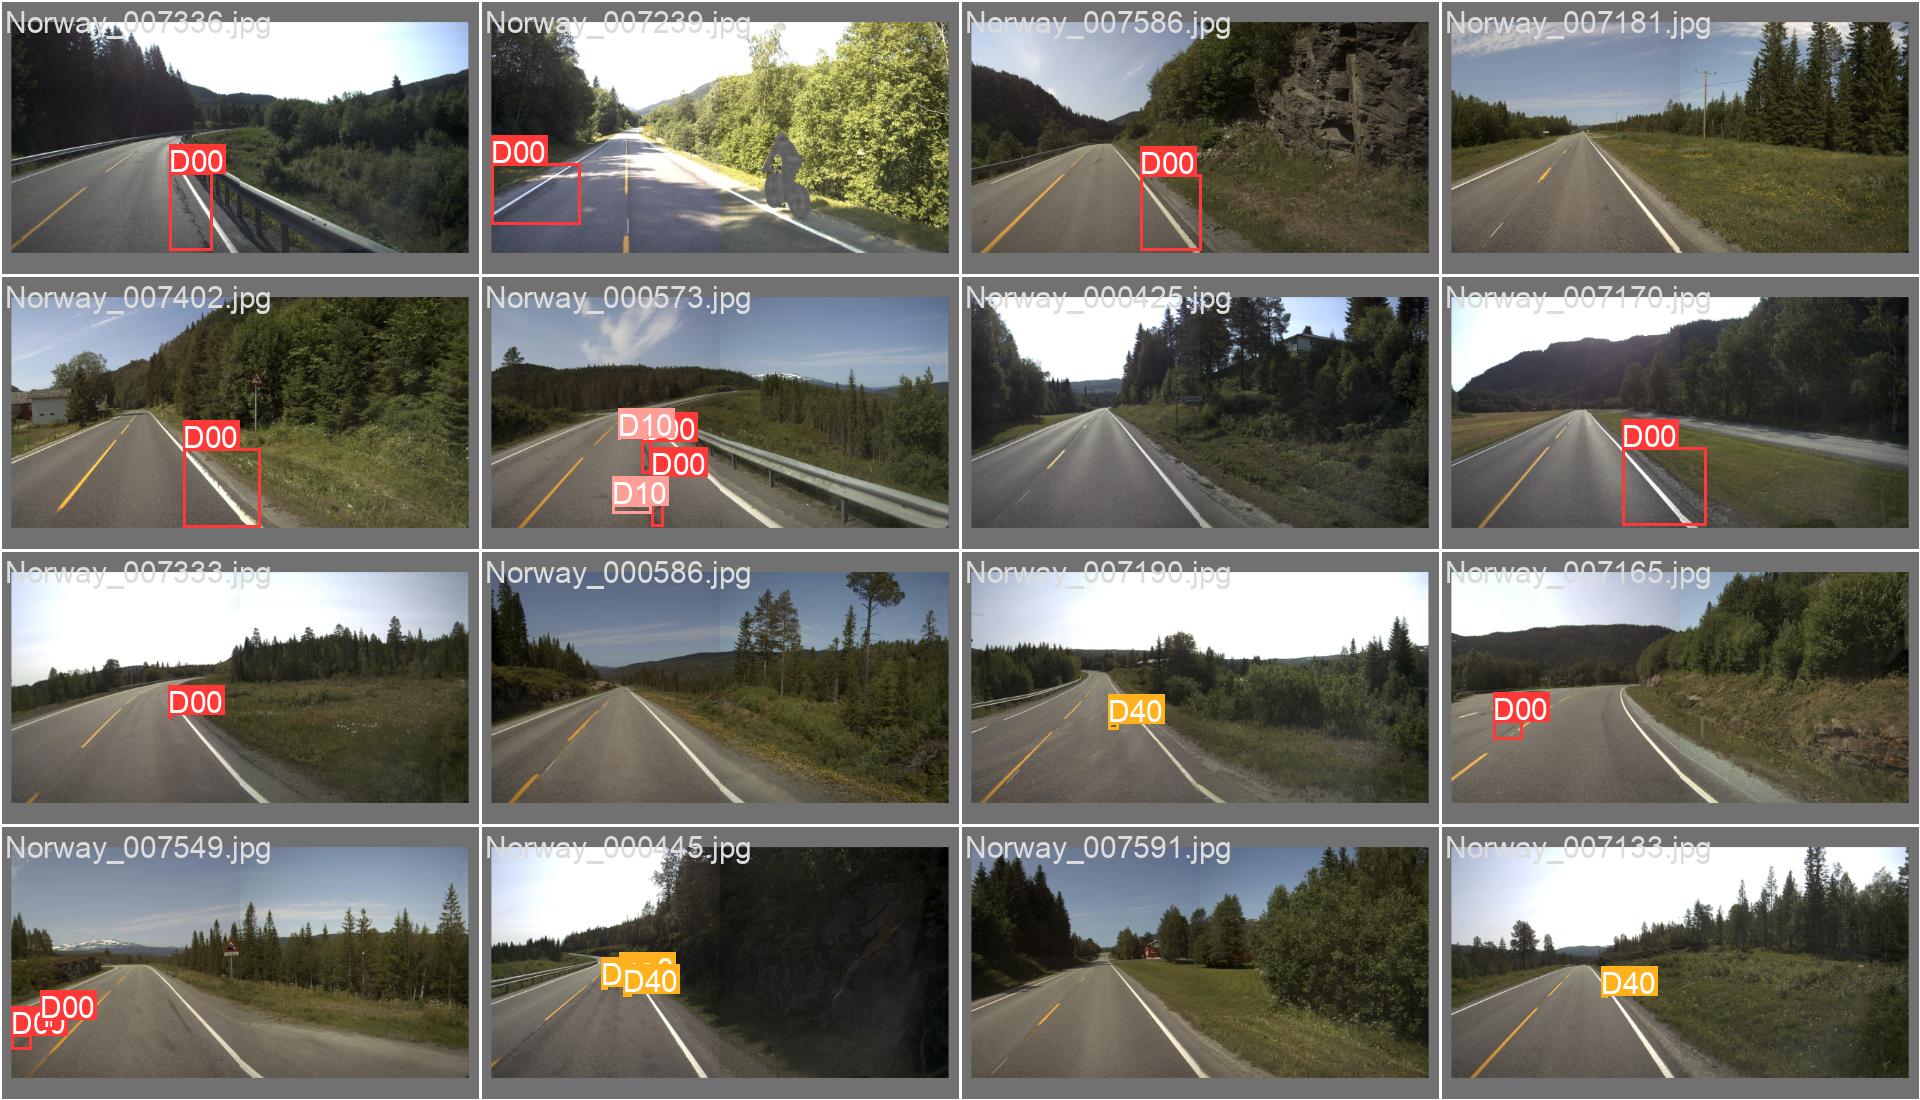 Norway_007336.jpg
Norway_007239.jpg
Norway_007586.jpg
Norway_007181.jpg
D00
D00
D00
Norway_007402.jpg
Norway_000573.jpg
Norway_000425.jpg
Norway_007170.jpg
D00
D10
D00
D10
D00
Norway_007333.jpg
Norway_000586.jpg
Norway_007190.jpg
Norway_007165.jpg
D00
D40
D00
Norway_007549.jpg
Norway_000445.jpg
Norway_007591.jpg
Norway_007133.jpg
D00
D00
D40
D40